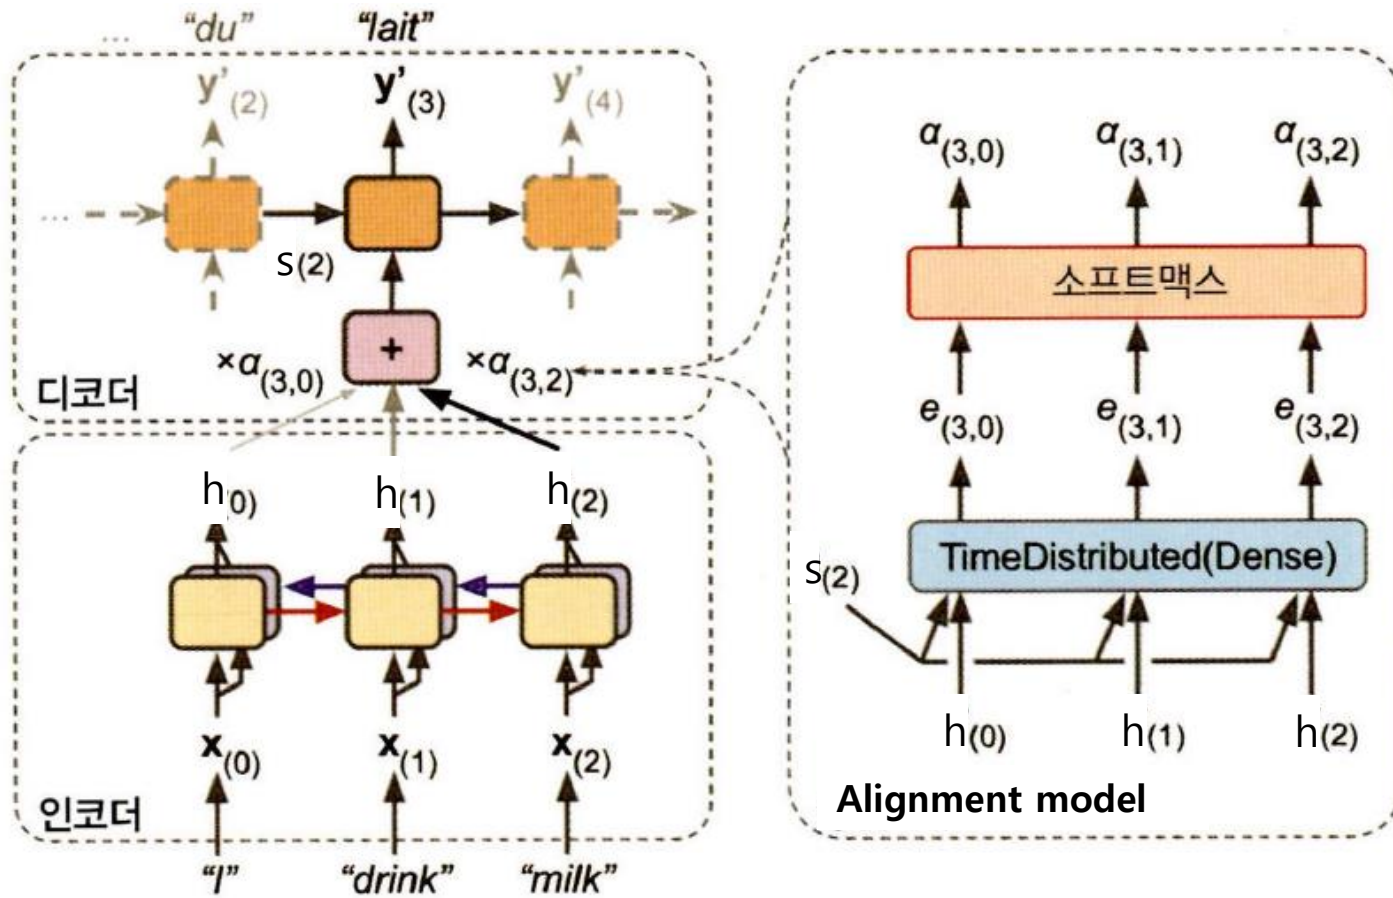 ... "du" "lait"
y'(2) y'(3) y'(4)
...
s(2)
+
×α(3,0) ×α(3,2)
디코더
h(0) h(1) h(2)
x(0) x(1) x(2)
인코더
"I" "drink" "milk"
α(3,0) α(3,1) α(3,2)
소프트맥스
e(3,0) e(3,1) e(3,2)
TimeDistributed(Dense)
s(2)
h(0) h(1) h(2)
Alignment model